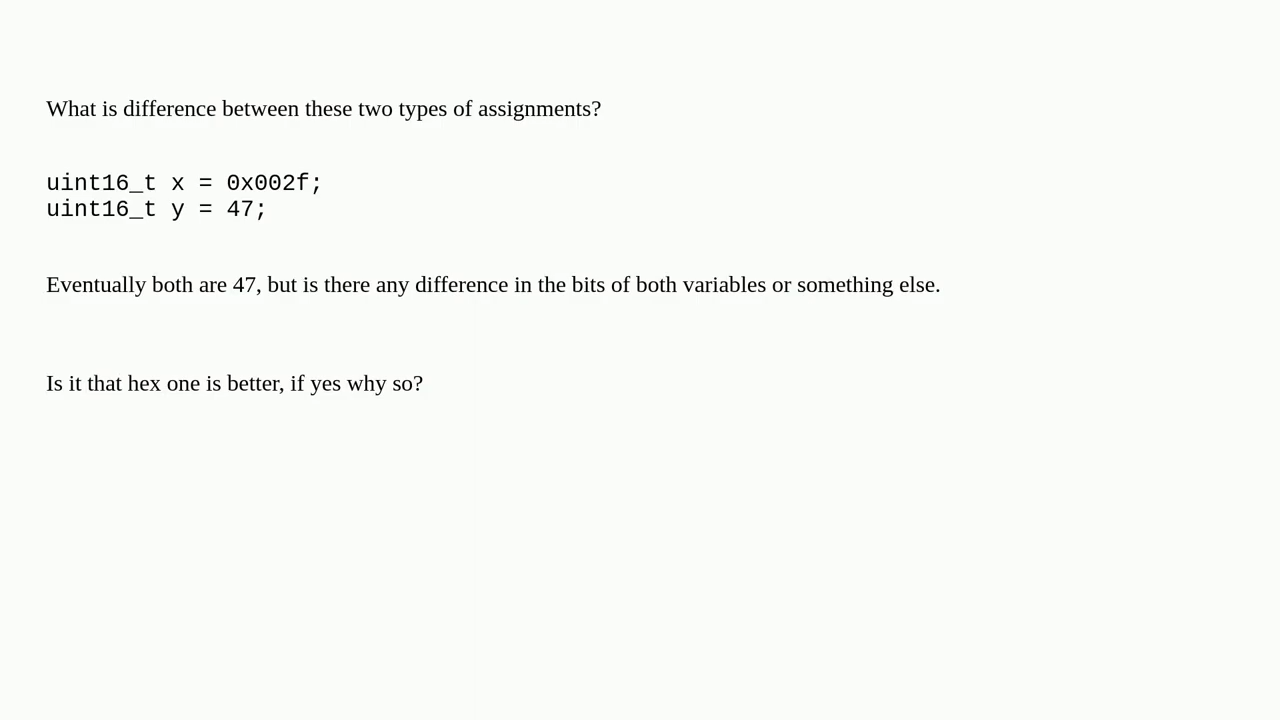 What is difference between these two types of assignments?
uint16_t x = 0x002f;
uint16_t y = 47;
Eventually both are 47, but is there any difference in the bits of both variables or something else.
Is it that hex one is better, if yes why so?